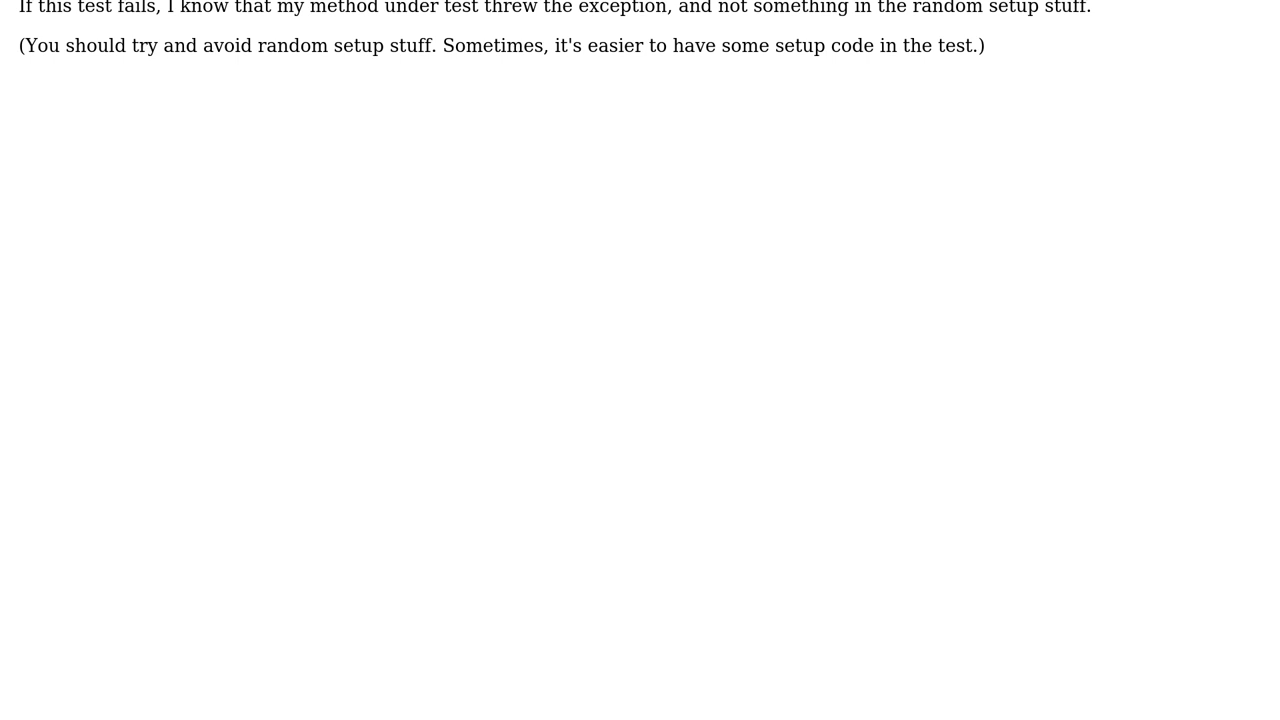 If this test fails, I know that my method under test threw the exception, and not something in the random setup stuff.
(You should try and avoid random setup stuff. Sometimes, it's easier to have some setup code in the test.)